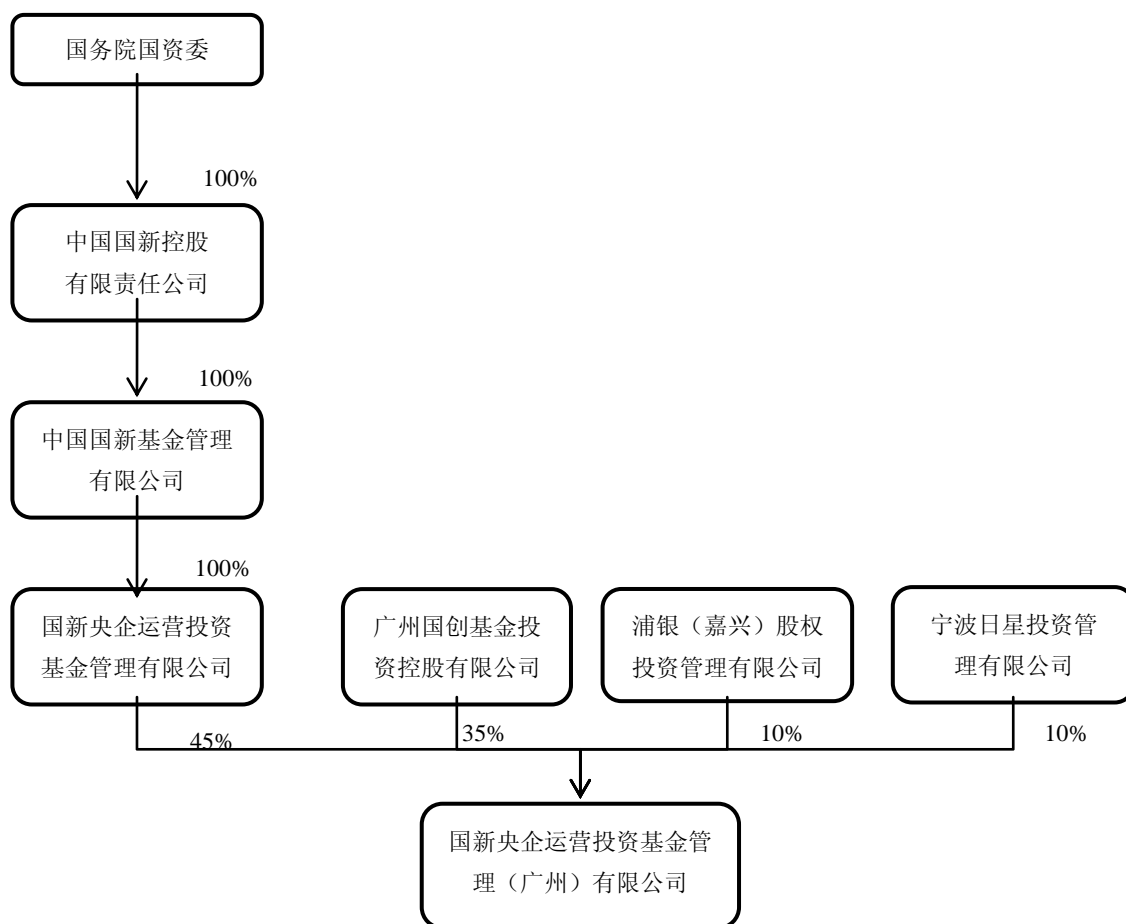 国务院国资委
100%
中国国新控股
有限责任公司
100%
中国国新基金管理
有限公司
100%
国新央企运营投资
基金管理有限公司
广州国创基金投
资控股有限公司
浦银（嘉兴）股权
投资管理有限公司
宁波日星投资管
理有限公司
45%
35%
10%
10%
国新央企运营投资基金管
理（广州）有限公司